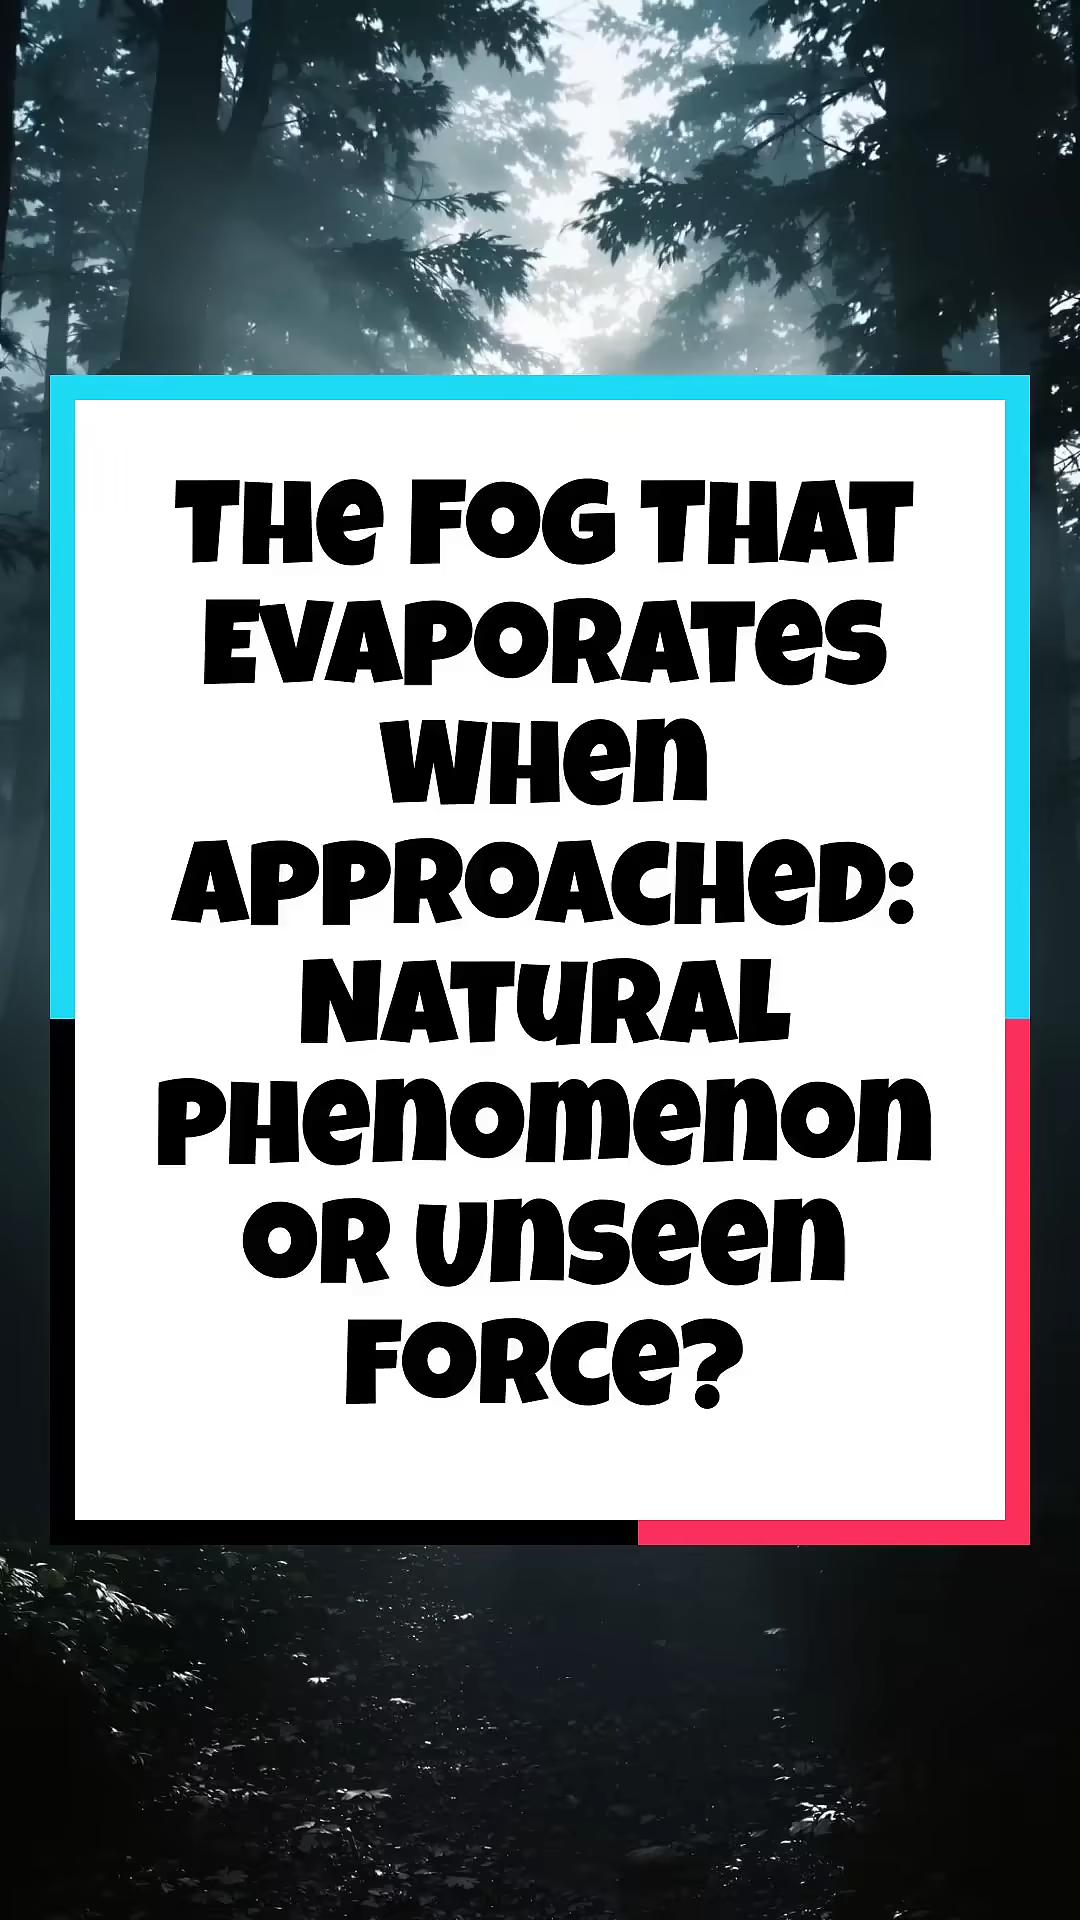 THE FOG THAT
EVAPORATES
WHEN
APPROACHED:
NATURAL
PHENOMENON
OR UNSEEN
FORCE?